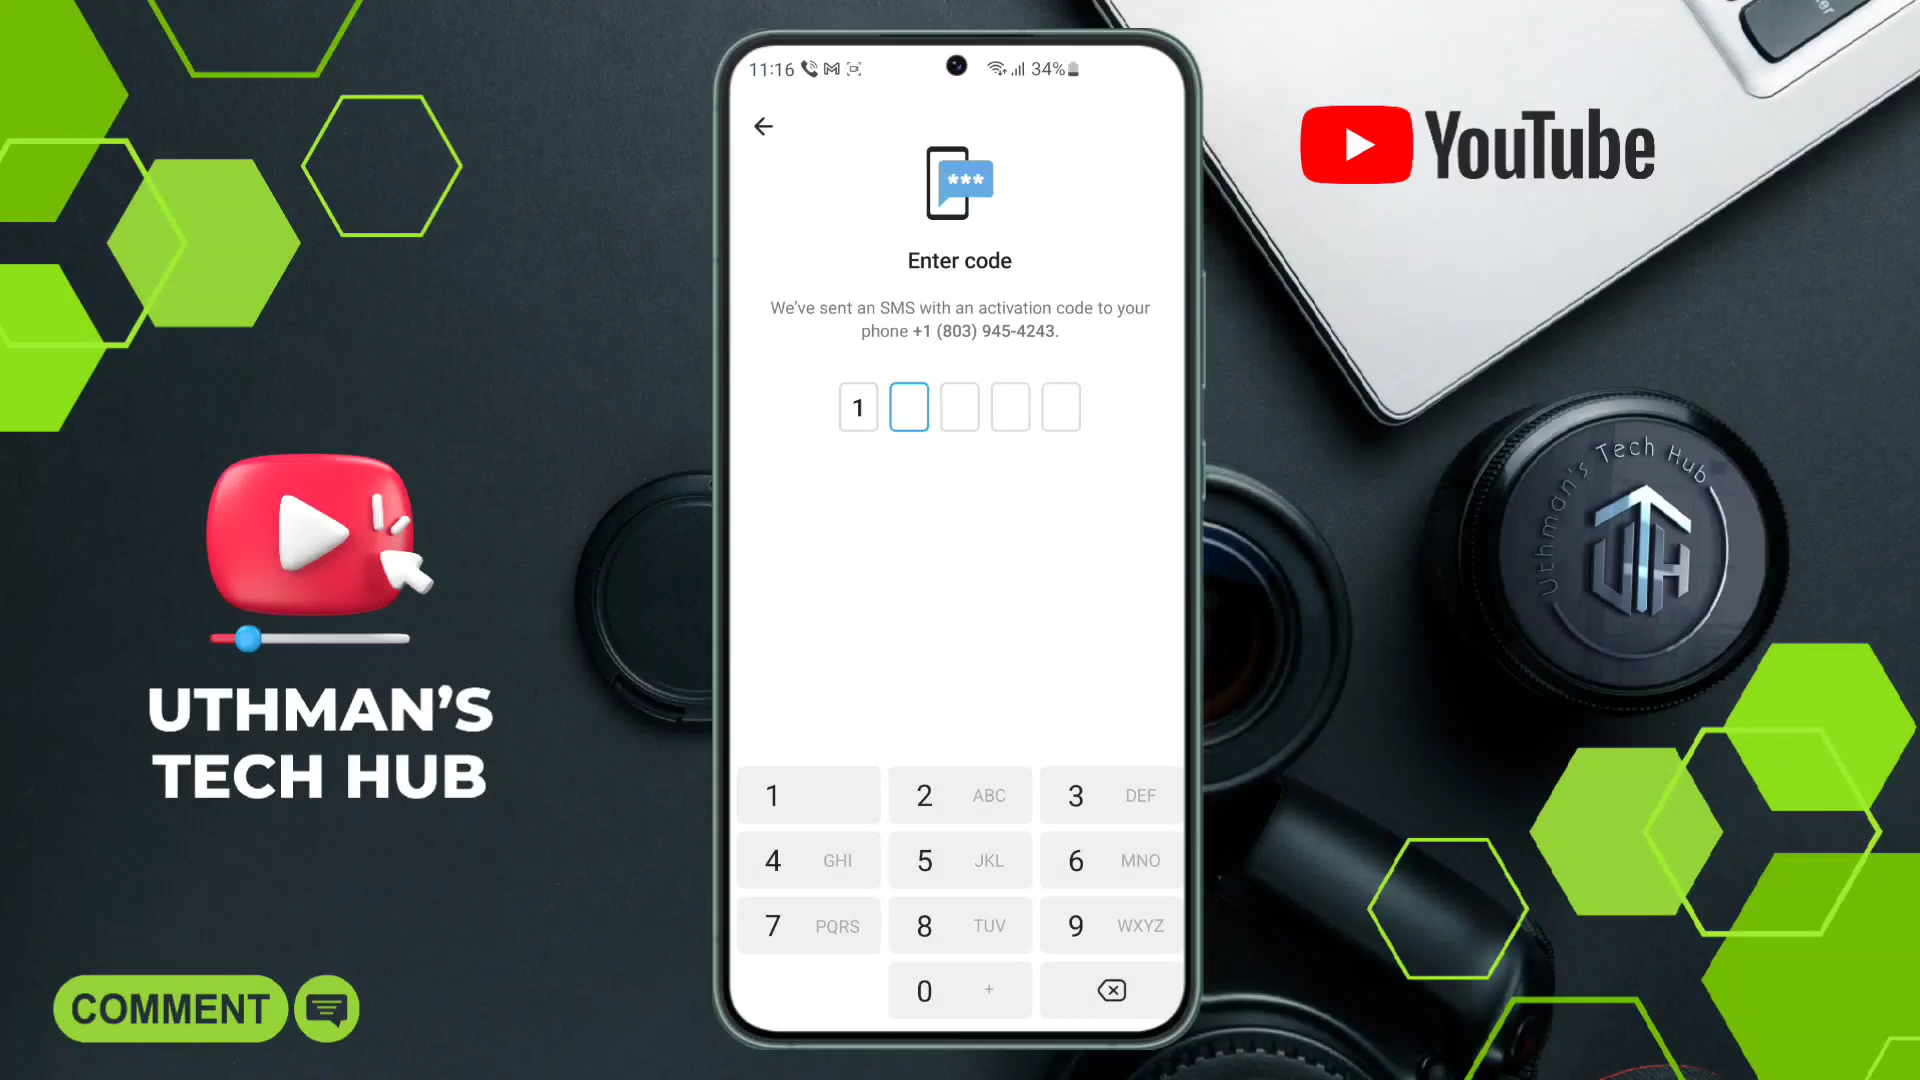 11:16
34%
YouTube
***
Enter code
We've sent an SMS with an activation code to your
phone +1 (803) 945-4243.
1
Uthman's Tech Hub
UTH
UTHMAN'S
TECH HUB
1
2 ABC
3 DEF
4 GHI
5 JKL
6 MNO
7 PQRS
8 TUV
9 WXYZ
0 +
COMMENT